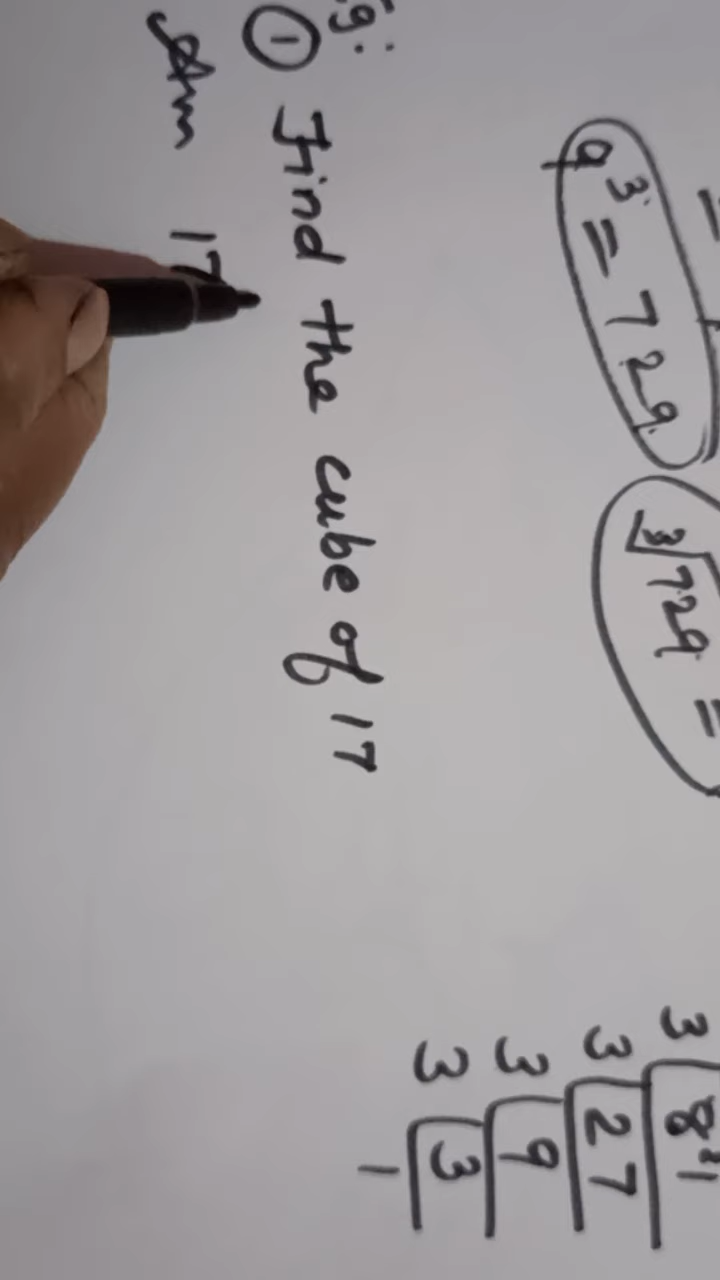 =
9³ = 729
∛729 =
3 81
3 27
3 9
3 3
1
Eg:
① Find the cube of 17
Ans 17